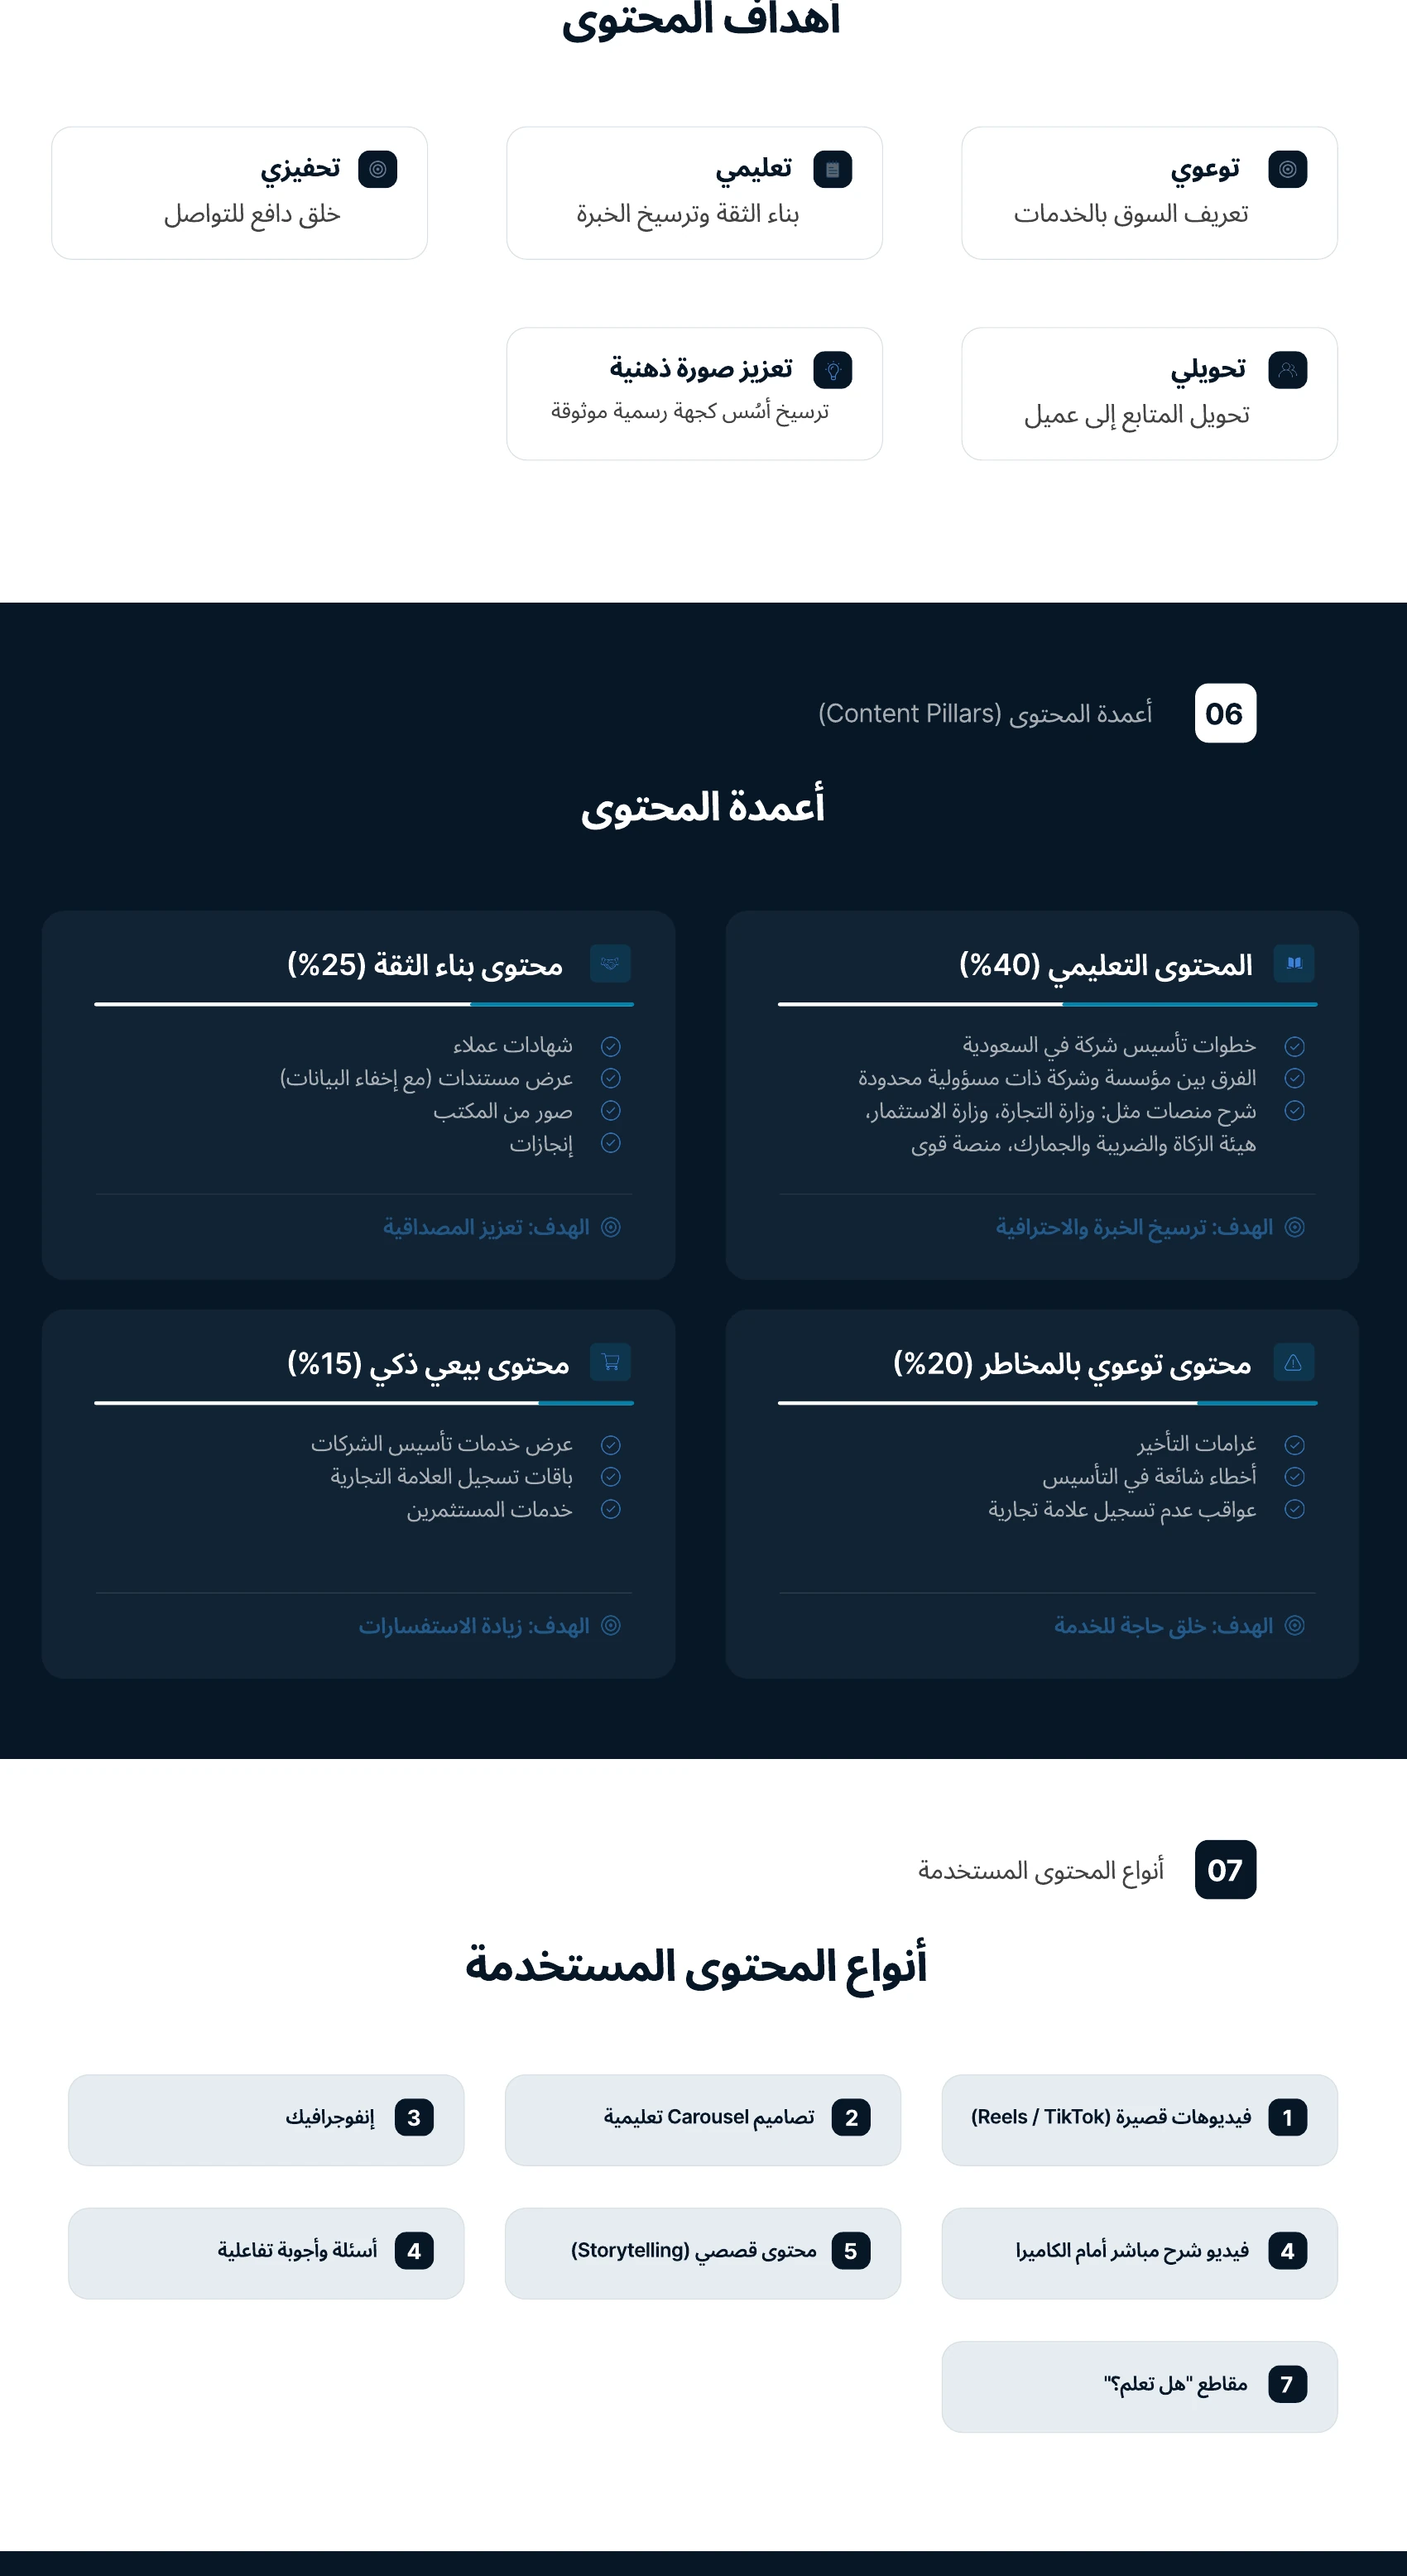 أهداف المحتوى
توعوي
تعريف السوق بالخدمات
تعليمي
بناء الثقة وترسيخ الخبرة
تحفيزي
خلق دافع للتواصل
تحويلي
تحويل المتابع إلى عميل
تعزيز صورة ذهنية
ترسيخ أسُس كجهة رسمية موثوقة
06
أعمدة المحتوى (Content Pillars)
أعمدة المحتوى
المحتوى التعليمي (40%)
خطوات تأسيس شركة في السعودية
الفرق بين مؤسسة وشركة ذات مسؤولية محدودة
شرح منصات مثل: وزارة التجارة، وزارة الاستثمار،
هيئة الزكاة والضريبة والجمارك، منصة قوى
الهدف: ترسيخ الخبرة والاحترافية
محتوى بناء الثقة (25%)
شهادات عملاء
عرض مستندات (مع إخفاء البيانات)
صور من المكتب
إنجازات
الهدف: تعزيز المصداقية
محتوى توعوي بالمخاطر (20%)
غرامات التأخير
أخطاء شائعة في التأسيس
عواقب عدم تسجيل علامة تجارية
الهدف: خلق حاجة للخدمة
محتوى بيعي ذكي (15%)
عرض خدمات تأسيس الشركات
باقات تسجيل العلامة التجارية
خدمات المستثمرين
الهدف: زيادة الاستفسارات
07
أنواع المحتوى المستخدمة
أنواع المحتوى المستخدمة
1 فيديوهات قصيرة (Reels / TikTok)
2 تصاميم Carousel تعليمية
3 إنفوجرافيك
4 فيديو شرح مباشر أمام الكاميرا
5 محتوى قصصي (Storytelling)
4 أسئلة وأجوبة تفاعلية
7 مقاطع "هل تعلم؟"